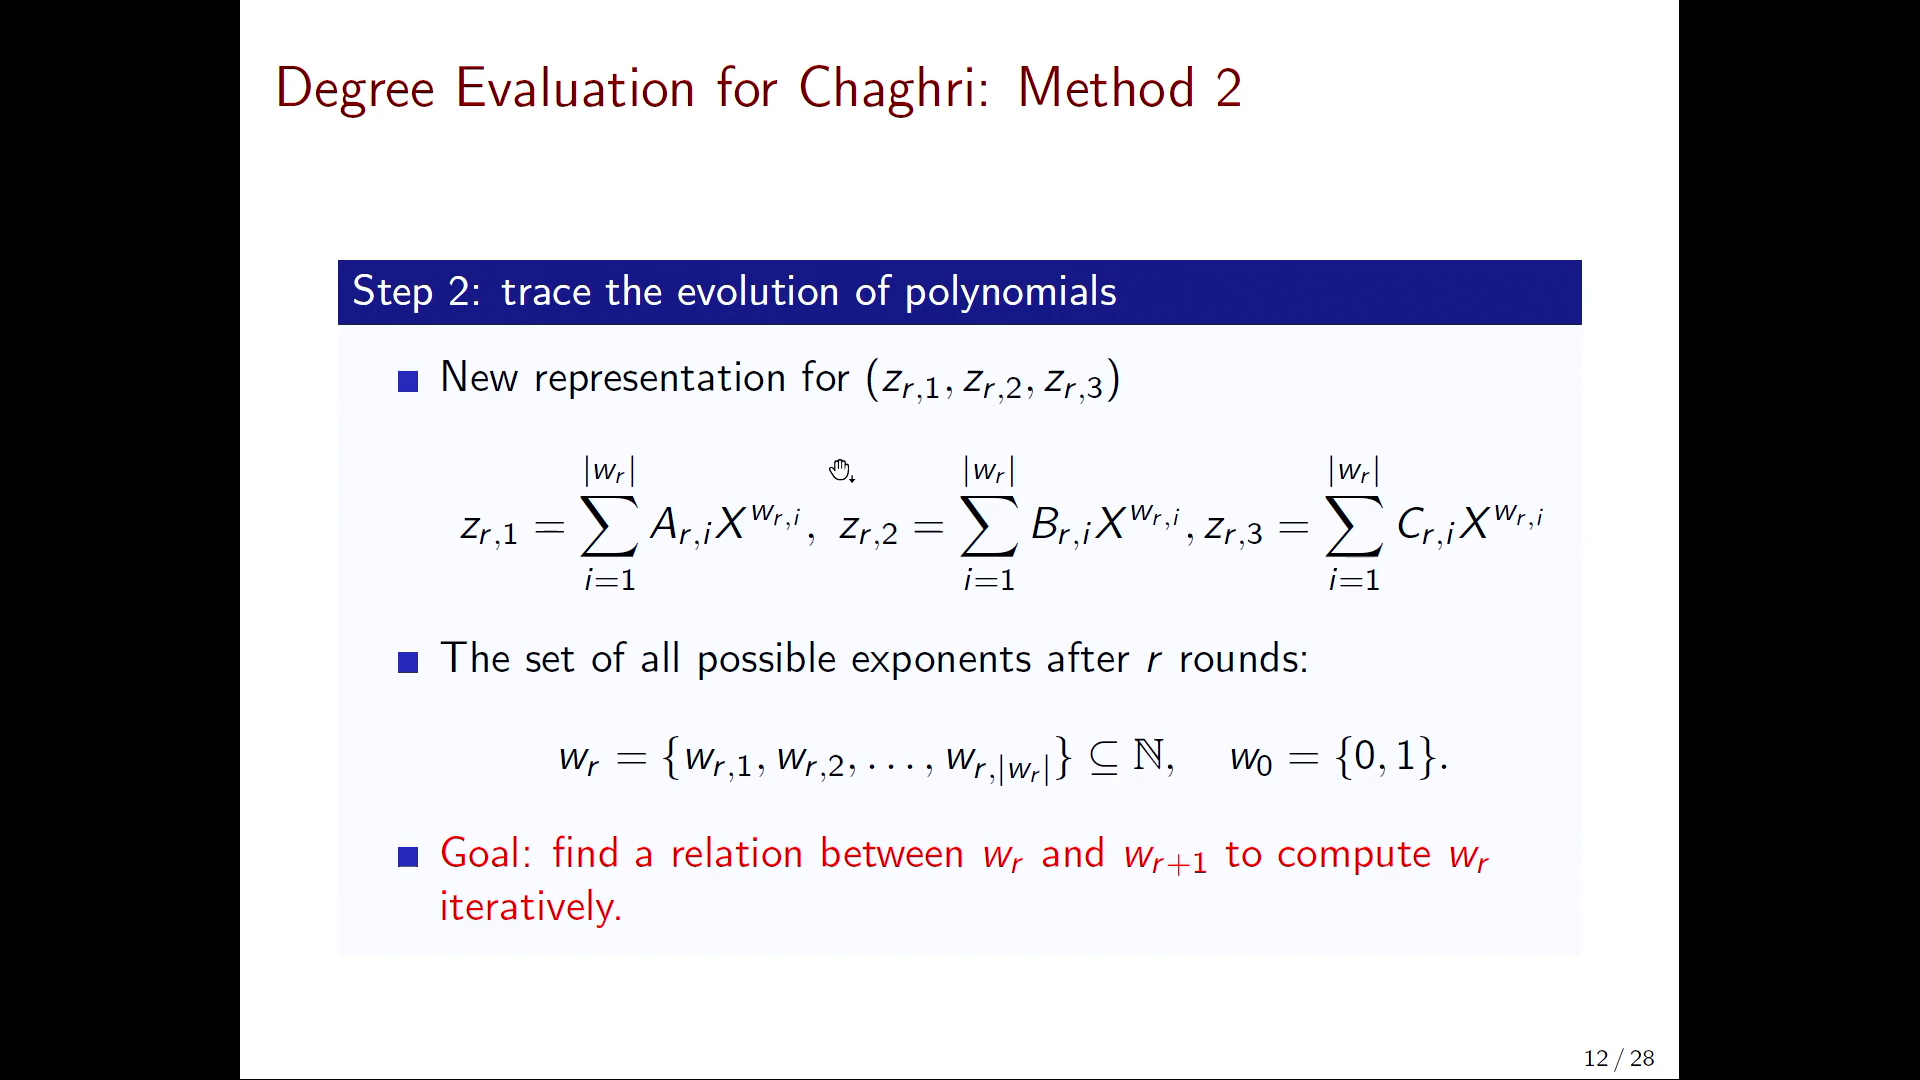 Degree Evaluation for Chaghri: Method 2
Step 2: trace the evolution of polynomials
■ New representation for (z_{r,1}, z_{r,2}, z_{r,3})
z_{r,1} = \sum_{i=1}^{|w_r|} A_{r,i} X^{w_{r,i}}, z_{r,2} = \sum_{i=1}^{|w_r|} B_{r,i} X^{w_{r,i}}, z_{r,3} = \sum_{i=1}^{|w_r|} C_{r,i} X^{w_{r,i}}
■ The set of all possible exponents after r rounds:
w_r = {w_{r,1}, w_{r,2}, . . . , w_{r,|w_r|}} ⊆ ℕ, w_0 = {0, 1}.
■ Goal: find a relation between w_r and w_{r+1} to compute w_r
iteratively.
12 / 28